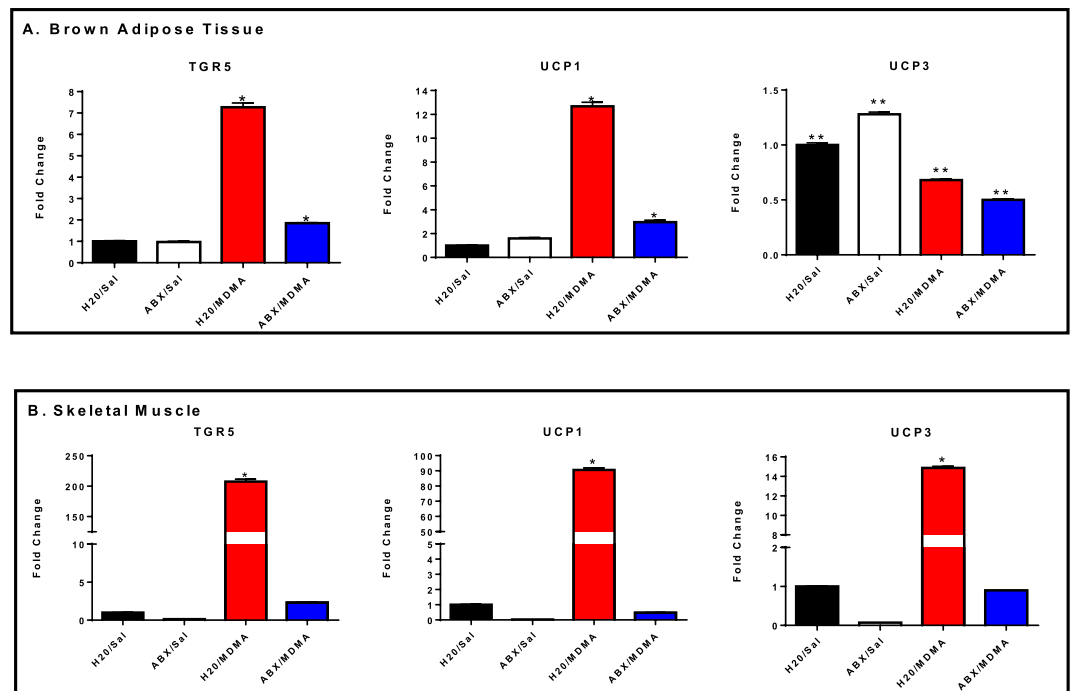 A. Brown Adipose Tissue
TGR5
UCP1
UCP3
Fold Change
8
7
6
5
4
3
2
1
0
*
*
H20/Sal
ABX/Sal
H20/MDMA
ABX/MDMA
Fold Change
14
12
10
8
6
4
2
0
*
*
H20/Sal
ABX/Sal
H20/MDMA
ABX/MDMA
Fold Change
1.5
1.0
0.5
0.0
**
**
**
**
H20/Sal
ABX/Sal
H20/MDMA
ABX/MDMA
B. Skeletal Muscle
TGR5
UCP1
UCP3
Fold Change
250
200
150
10
5
0
*
H20/Sal
ABX/Sal
H20/MDMA
ABX/MDMA
Fold Change
100
90
80
70
60
50
5
4
3
2
1
0
*
H20/Sal
ABX/Sal
H20/MDMA
ABX/MDMA
Fold Change
16
14
12
10
8
2
1
0
*
H20/Sal
ABX/Sal
H20/MDMA
ABX/MDMA